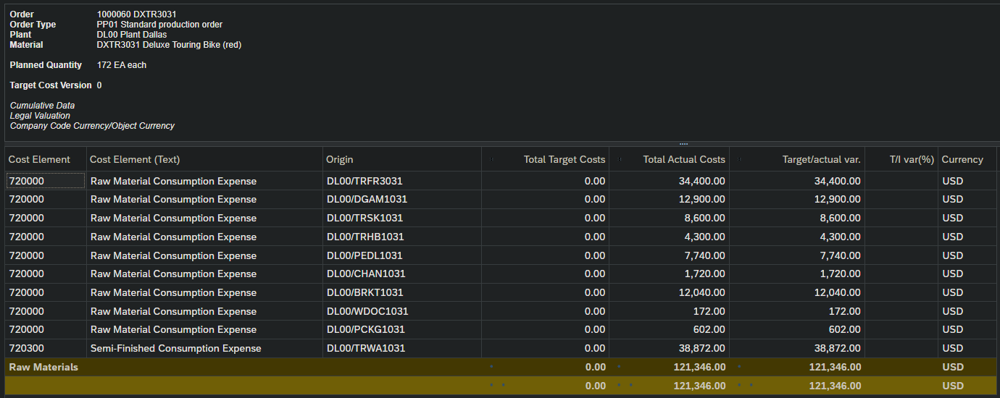 Order 1000060 DXTR3031
Order Type PP01 Standard production order
Plant DL00 Plant Dallas
Material DXTR3031 Deluxe Touring Bike (red)
Planned Quantity 172 EA each
Target Cost Version 0
Cumulative Data
Legal Valuation
Company Code Currency/Object Currency
Cost Element Cost Element (Text) Origin Total Target Costs Total Actual Costs Target/actual var. T/I var(%) Currency
720000 Raw Material Consumption Expense DL00/TRFR3031 0.00 34,400.00 34,400.00 USD
720000 Raw Material Consumption Expense DL00/DGAM1031 0.00 12,900.00 12,900.00 USD
720000 Raw Material Consumption Expense DL00/TRSK1031 0.00 8,600.00 8,600.00 USD
720000 Raw Material Consumption Expense DL00/TRHB1031 0.00 4,300.00 4,300.00 USD
720000 Raw Material Consumption Expense DL00/PEDL1031 0.00 7,740.00 7,740.00 USD
720000 Raw Material Consumption Expense DL00/CHAN1031 0.00 1,720.00 1,720.00 USD
720000 Raw Material Consumption Expense DL00/BRKT1031 0.00 12,040.00 12,040.00 USD
720000 Raw Material Consumption Expense DL00/WDOC1031 0.00 172.00 172.00 USD
720000 Raw Material Consumption Expense DL00/PCKG1031 0.00 602.00 602.00 USD
720300 Semi-Finished Consumption Expense DL00/TRWA1031 0.00 38,872.00 38,872.00 USD
Raw Materials 0.00 121,346.00 121,346.00 USD
0.00 121,346.00 121,346.00 USD